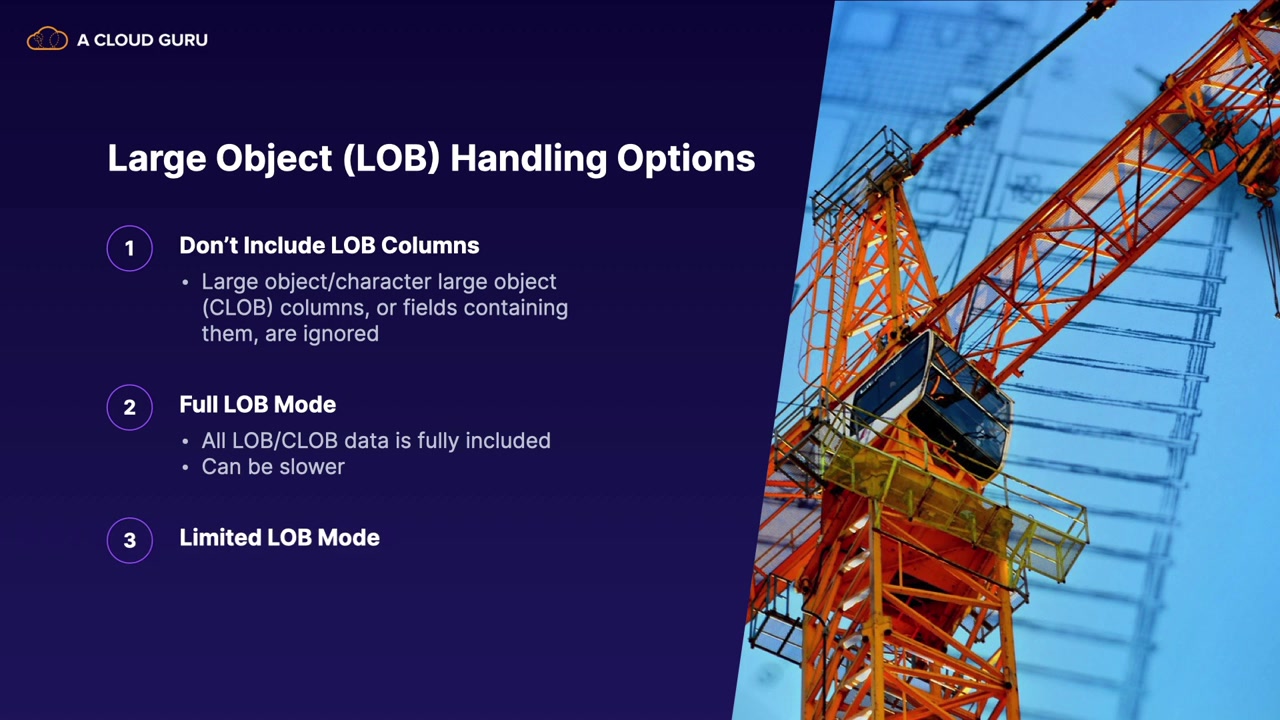 A CLOUD GURU
Large Object (LOB) Handling Options
1
Don’t Include LOB Columns
• Large object/character large object
(CLOB) columns, or fields containing
them, are ignored
2
Full LOB Mode
• All LOB/CLOB data is fully included
• Can be slower
3
Limited LOB Mode